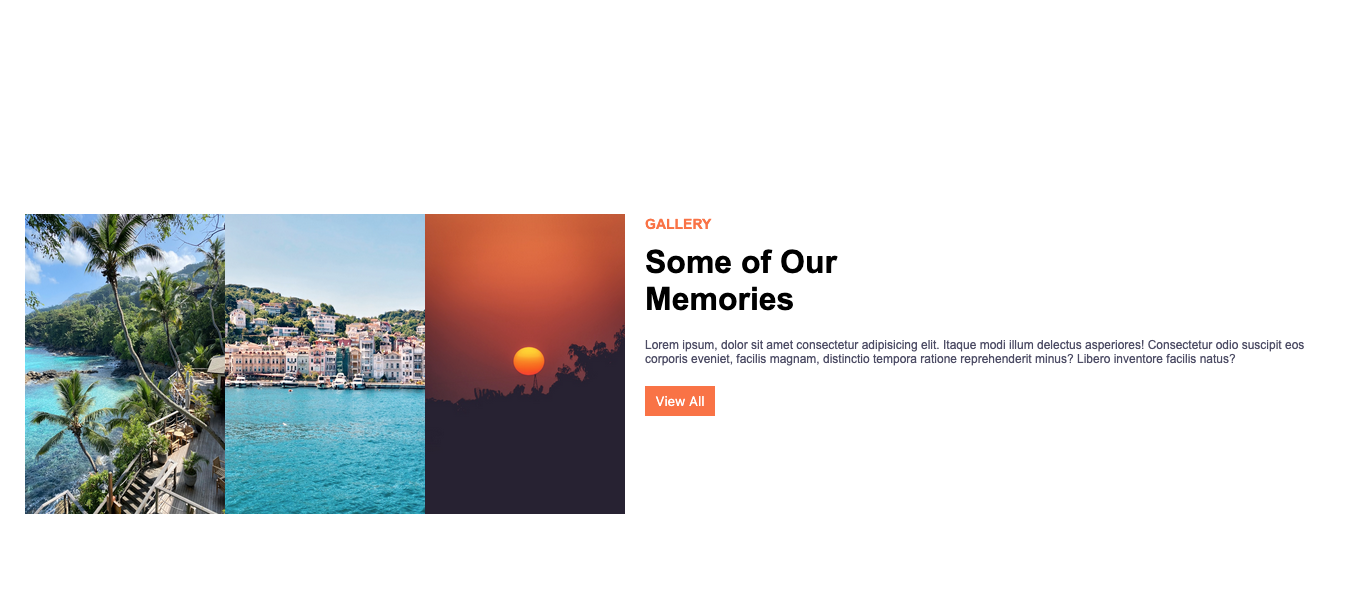 GALLERY
Some of Our
Memories
Lorem ipsum, dolor sit amet consectetur adipisicing elit. Itaque modi illum delectus asperiores! Consectetur odio suscipit eos
corporis eveniet, facilis magnam, distinctio tempora ratione reprehenderit minus? Libero inventore facilis natus?
View All